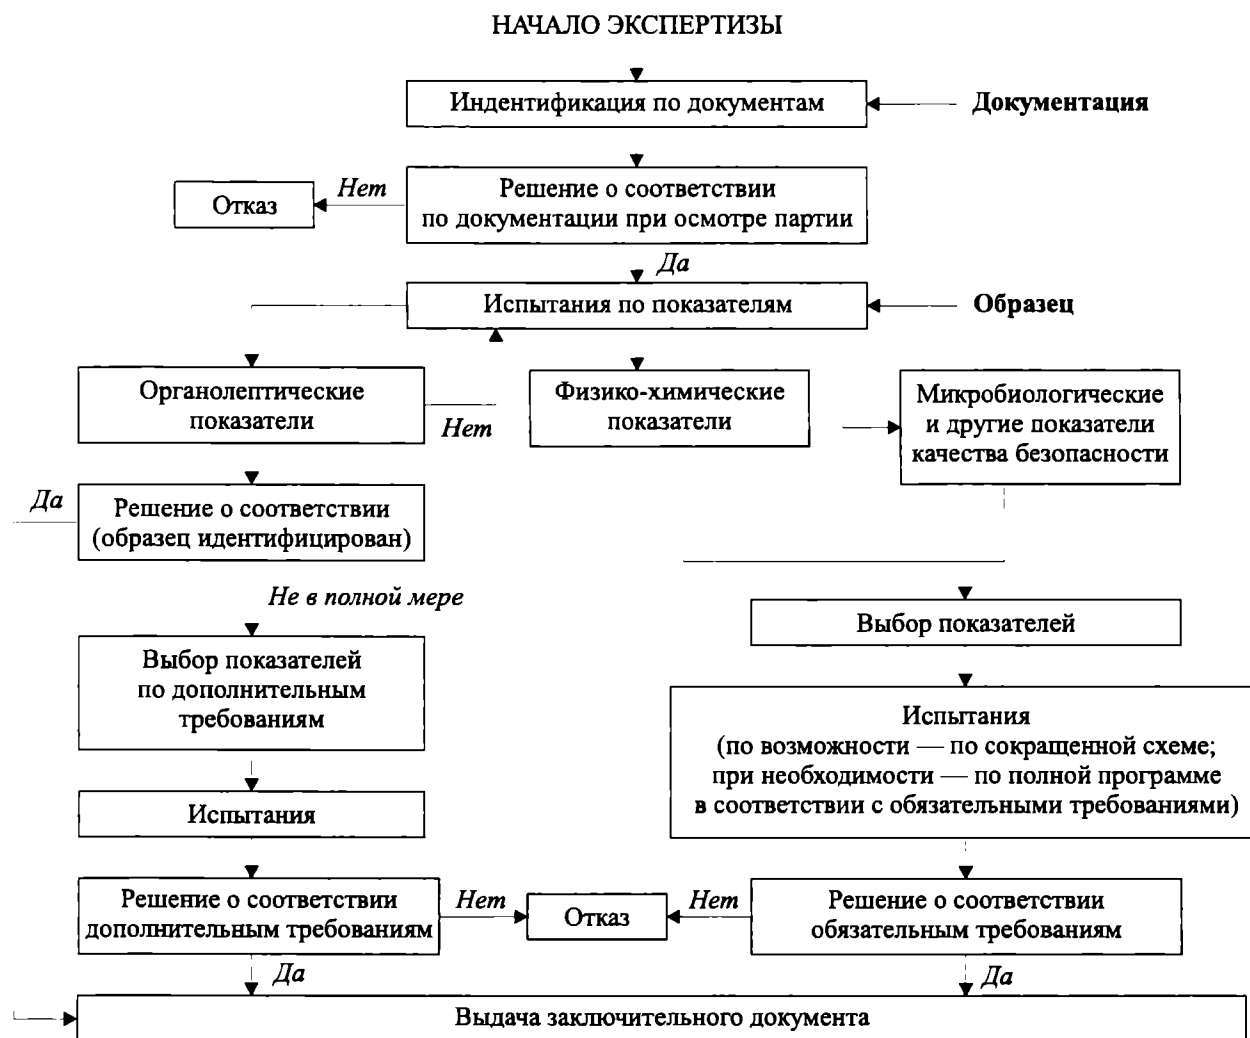 НАЧАЛО ЭКСПЕРТИЗЫ
Индентификация по документам
Документация
Нет
Решение о соответствии
по документации при осмотре партии
Отказ
Да
Испытания по показателям
Образец
Органолептические
показатели
Нет
Физико-химические
показатели
Микробиологические
и другие показатели
качества безопасности
Да
Решение о соответствии
(образец идентифицирован)
Не в полной мере
Выбор показателей
Выбор показателей
по дополнительным
требованиям
Испытания
(по возможности — по сокращенной схеме;
при необходимости — по полной программе
в соответствии с обязательными требованиями)
Испытания
Решение о соответствии
дополнительным требованиям
Нет
Отказ
Нет
Решение о соответствии
обязательным требованиям
Да
Да
Выдача заключительного документа